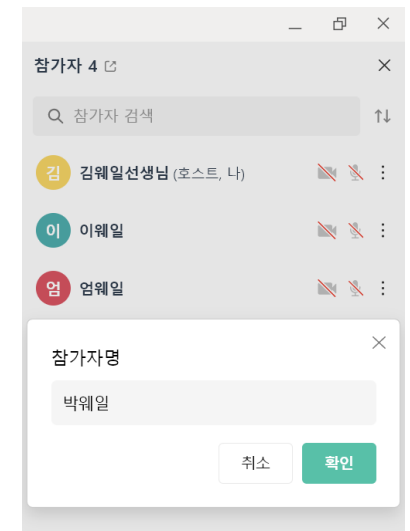 참가자 4
참가자 검색
김 김웨일선생님 (호스트, 나)
이 이웨일
엄 엄웨일
참가자명
박웨일
취소 확인